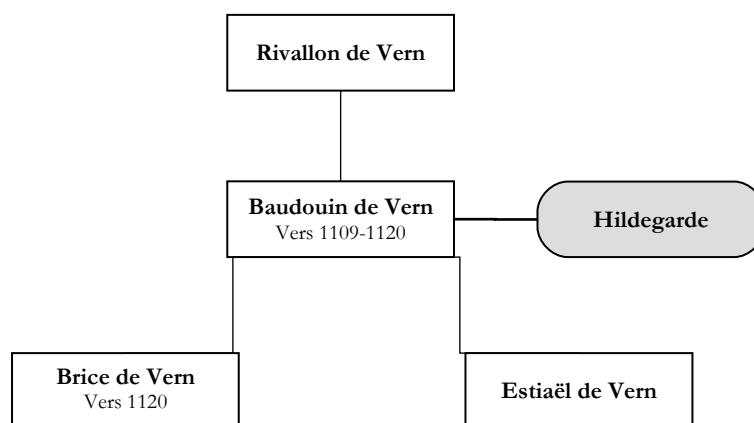 Rivallon de Vern
Baudouin de Vern
Vers 1109-1120
Hildegarde
Brice de Vern
Vers 1120
Estiaël de Vern